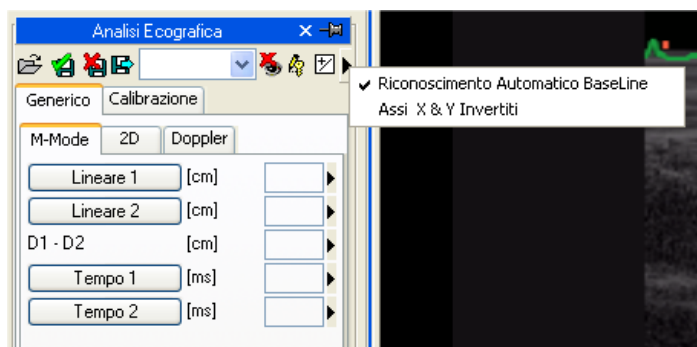 Analisi Ecografica
Riconoscimento Automatico BaseLine
Assi X & Y Invertiti
Generico Calibrazione
M-Mode 2D Doppler
Lineare 1 [cm]
Lineare 2 [cm]
D1 - D2 [cm]
Tempo 1 [ms]
Tempo 2 [ms]